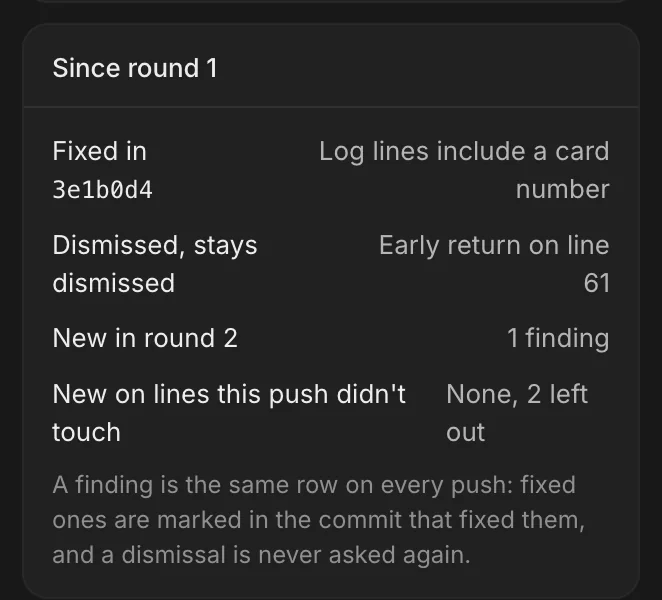 Since round 1
Fixed in
3e1b0d4
Log lines include a card
number
Dismissed, stays
dismissed
Early return on line
61
New in round 2
1 finding
New on lines this push didn't
touch
None, 2 left
out
A finding is the same row on every push: fixed
ones are marked in the commit that fixed them,
and a dismissal is never asked again.